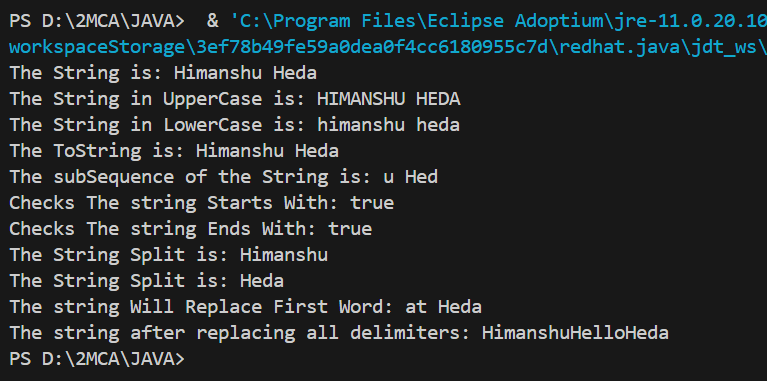 PS D:\2MCA\JAVA>  & 'C:\Program Files\Eclipse Adoptium\jre-11.0.20.10
workspaceStorage\3ef78b49fe59a0dea0f4cc6180955c7d\redhat.java\jdt_ws\
The String is: Himanshu Heda
The String in UpperCase is: HIMANSHU HEDA
The String in LowerCase is: himanshu heda
The ToString is: Himanshu Heda
The subSequence of the String is: u Hed
Checks The string Starts With: true
Checks The string Ends With: true
The String Split is: Himanshu
The String Split is: Heda
The string Will Replace First Word: at Heda
The string after replacing all delimiters: HimanshuHelloHeda
PS D:\2MCA\JAVA>